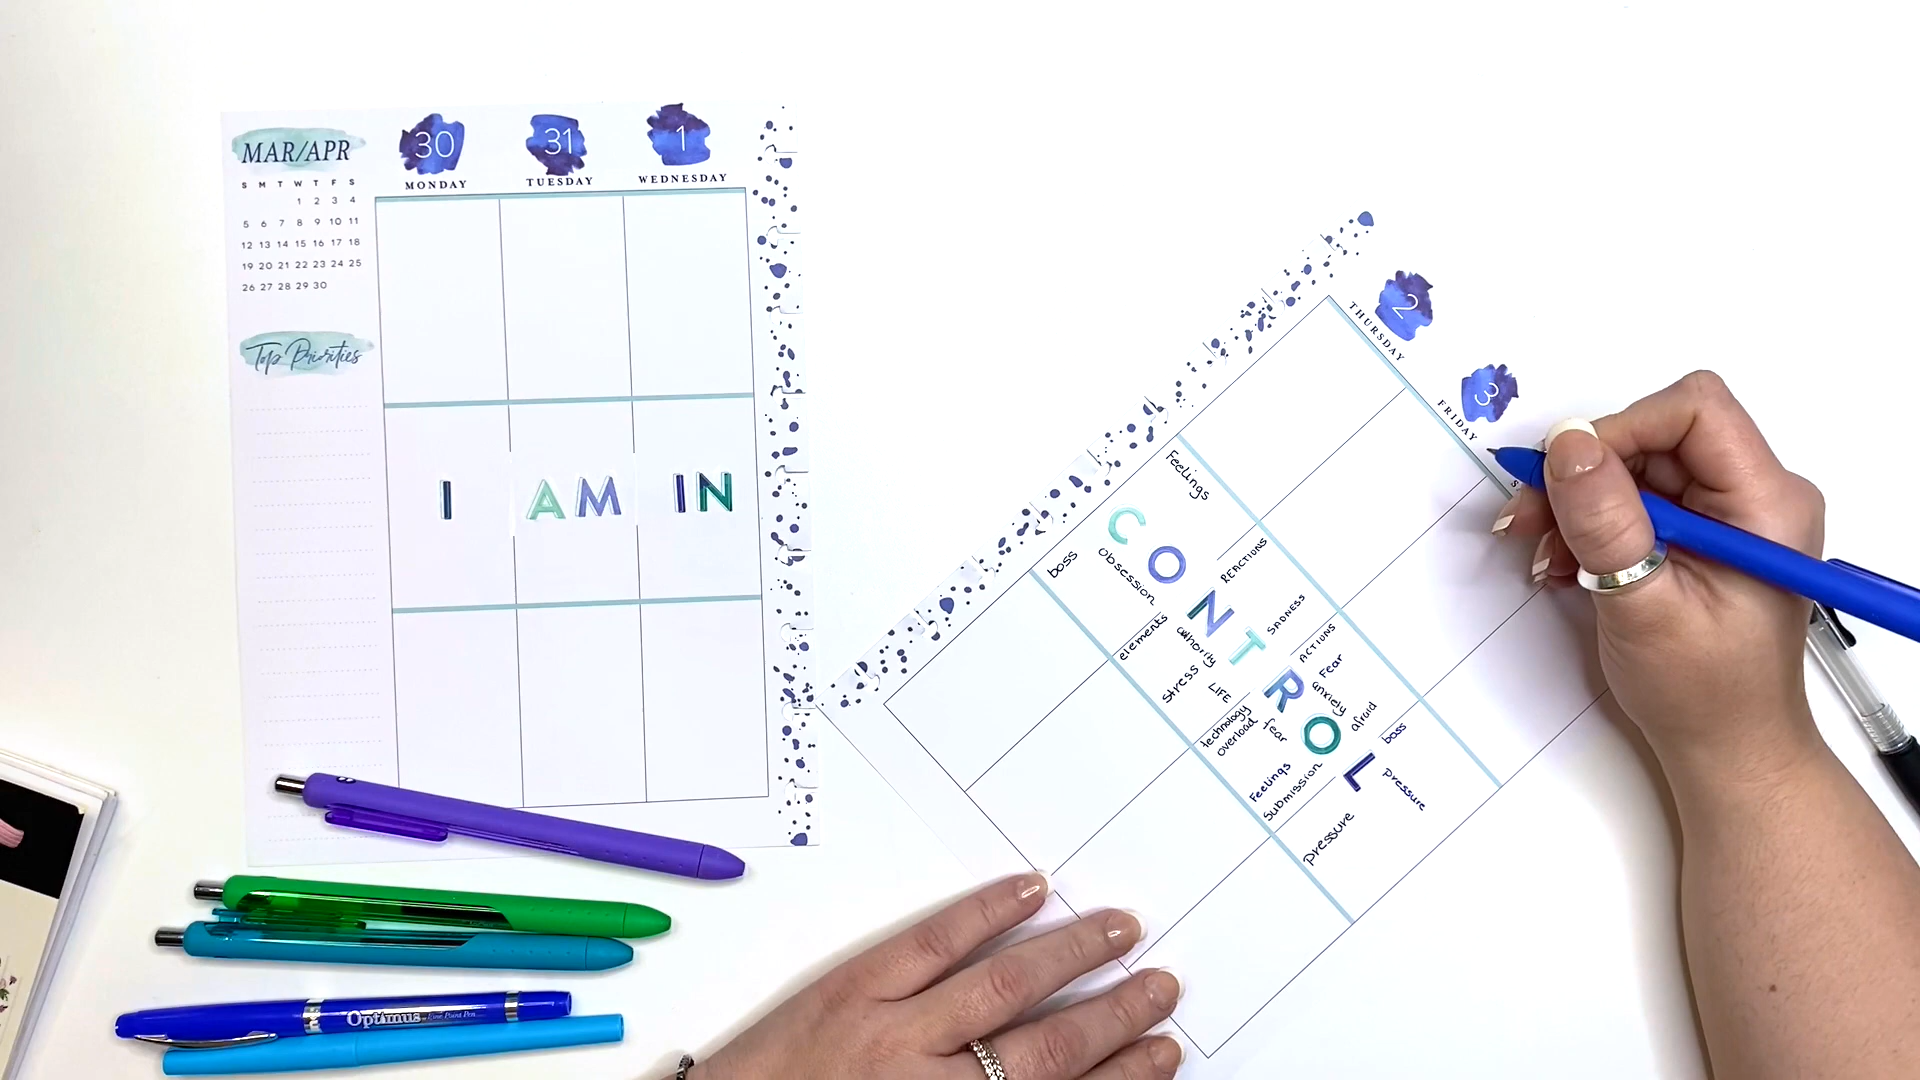 MAR/APR
S M T W T F S
1 2 3 4
5 6 7 8 9 10 11
12 13 14 15 16 17 18
19 20 21 22 23 24 25
26 27 28 29 30
Top Priorities
30
MONDAY
31
TUESDAY
1
WEDNESDAY
I AM IN
2
THURSDAY
3
FRIDAY
S
Feelings
CONTROL
boss
Obsession
REACTIONS
elements
authority
SADNESS
stress
LIFE
ACTIONS
Fear
anxiety
technology
overload
fear
afraid
boss
Feelings
Submission
pressure
pressure
Optimus Fine Point Pen